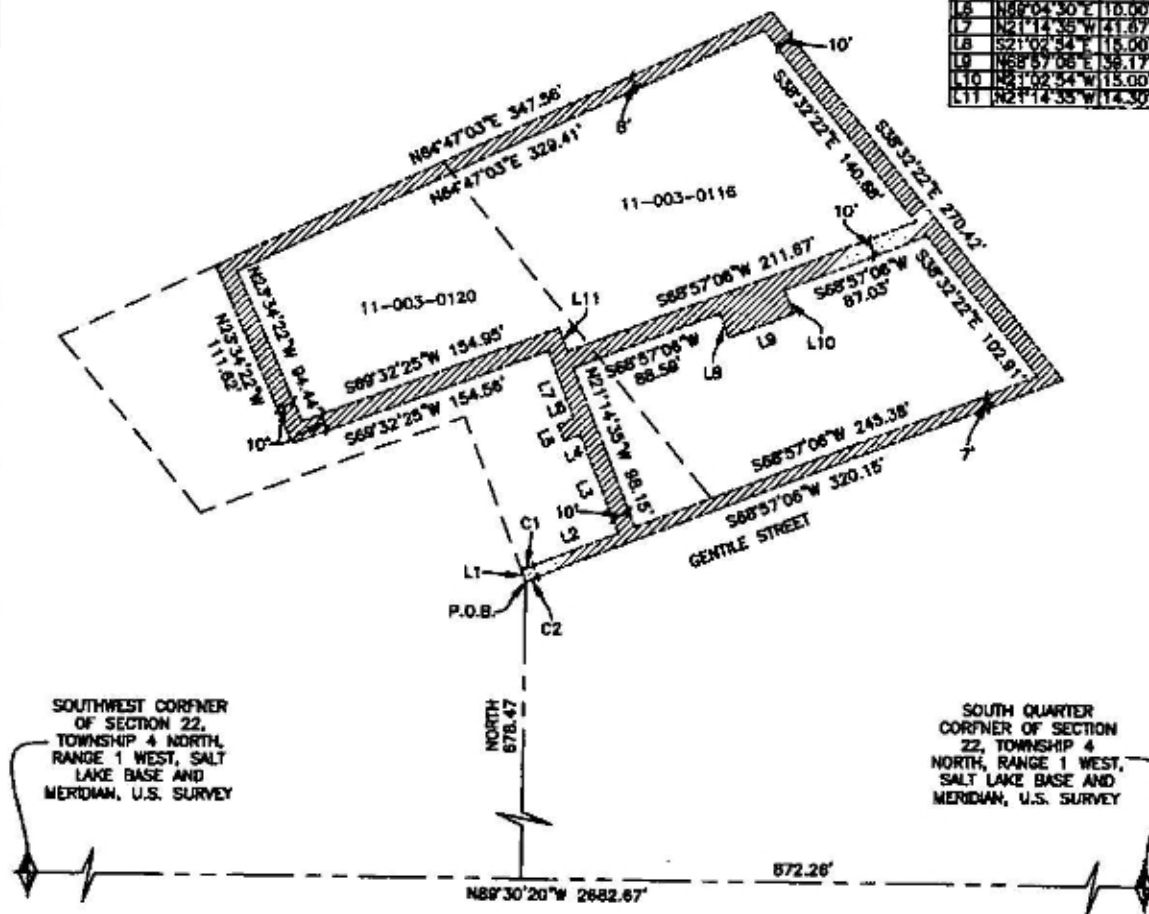 L6 N69°04'30"E 10.00'
L7 N21°14'35"W 41.67'
L8 S21°02'54"E 15.00'
L9 N68°57'06"E 39.17'
L10 N21°02'54"W 15.00'
L11 N21°14'35"W 14.30'
10'
N64°47'03"E 347.56'
8'
N64°47'03"E 329.41'
S38°32'22"E 140.88'
S38°32'22"E 270.42'
11-003-0116
10'
S68°57'06"W 211.67'
N23°34'22"W 94.44'
11-003-0120
L11
S68°57'06"W
87.03'
S38°32'22"E 102.91'
N23°34'22"W
111.82'
L10
L9
L8
S69°32'25"W 154.95'
S68°57'06"W
88.59'
10'
S69°32'25"W 154.56'
L7
L6
L5
L4
N21°14'35"W 98.15'
S68°57'06"W 245.38'
7'
L3
10'
S68°57'06"W 320.15'
C1
L2
GENTILE STREET
L1
P.O.B.
C2
NORTH
678.47
SOUTHWEST CORFNER
OF SECTION 22,
TOWNSHIP 4 NORTH,
RANGE 1 WEST, SALT
LAKE BASE AND
MERIDIAN, U.S. SURVEY
SOUTH QUARTER
CORFNER OF SECTION
22, TOWNSHIP 4
NORTH, RANGE 1 WEST,
SALT LAKE BASE AND
MERIDIAN, U.S. SURVEY
872.26'
N89°30'20"W 2682.67'